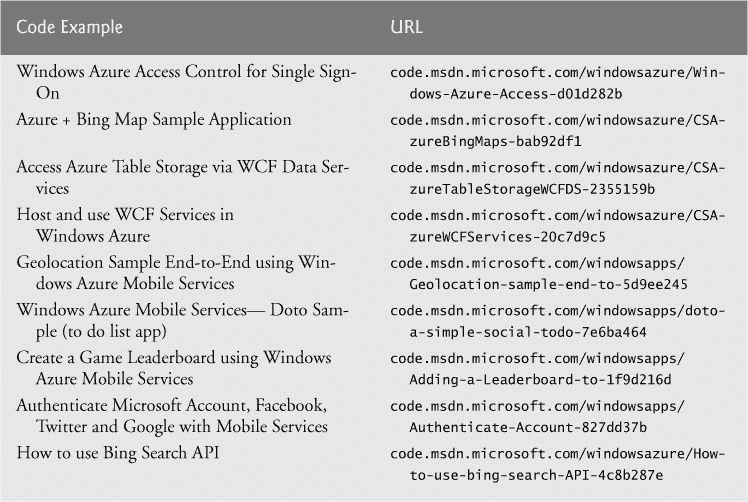 Code Example URL
Windows Azure Access Control for Single Sign- code.msdn.microsoft.com/windowsazure/Win-
On dows-Azure-Access-d01d282b
Azure + Bing Map Sample Application code.msdn.microsoft.com/windowsazure/CSA-
zureBingMaps-bab92df1
Access Azure Table Storage via WCF Data Ser- code.msdn.microsoft.com/windowsazure/CSA-
vices zureTableStorageWCFDS-2355159b
Host and use WCF Services in code.msdn.microsoft.com/windowsazure/CSA-
Windows Azure zureWCFServices-20c7d9c5
Geolocation Sample End-to-End using Win- code.msdn.microsoft.com/windowsapps/
dows Azure Mobile Services Geolocation-sample-end-to-5d9ee245
Windows Azure Mobile Services— Doto Sam- code.msdn.microsoft.com/windowsapps/doto-
ple (to do list app) a-simple-social-todo-7e6ba464
Create a Game Leaderboard using Windows code.msdn.microsoft.com/windowsapps/
Azure Mobile Services Adding-a-Leaderboard-to-1f9d216d
Authenticate Microsoft Account, Facebook, code.msdn.microsoft.com/windowsapps/
Twitter and Google with Mobile Services Authenticate-Account-827dd37b
How to use Bing Search API code.msdn.microsoft.com/windowsazure/How-
to-use-bing-search-API-4c8b287e